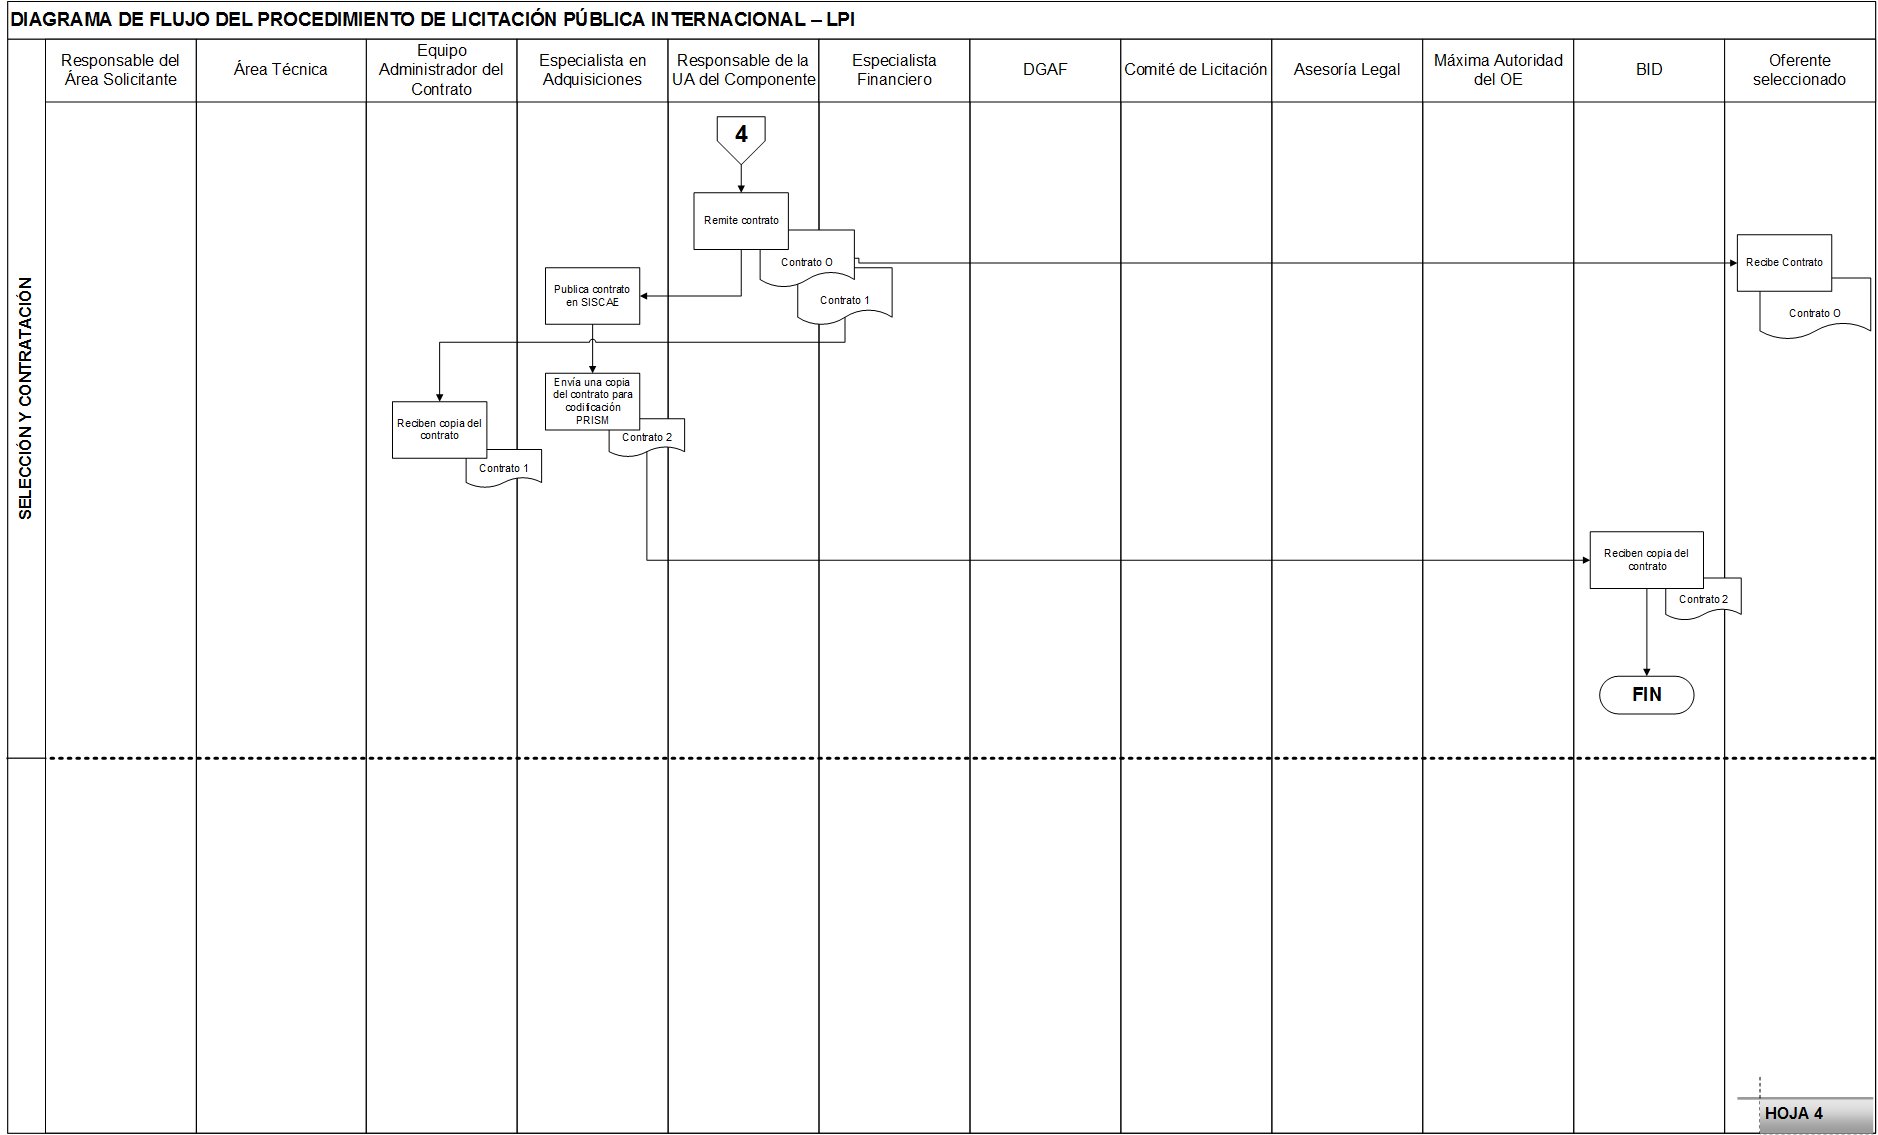 DIAGRAMA DE FLUJO DEL PROCEDIMIENTO DE LICITACIÓN PÚBLICA INTERNACIONAL – LPI
Responsable del
Área Solicitante
Área Técnica
Equipo
Administrador del
Contrato
Especialista en
Adquisiciones
Responsable de la
UA del Componente
Especialista
Financiero
DGAF
Comité de Licitación
Asesoría Legal
Máxima Autoridad
del OE
BID
Oferente
seleccionado
SELECCIÓN Y CONTRATACIÓN
4
Remite contrato
Contrato O
Contrato 1
Recibe Contrato
Contrato O
Publica contrato
en SISCAE
Envía una copia
del contrato para
codificación
PRISM
Contrato 2
Reciben copia del
contrato
Contrato 1
Reciben copia del
contrato
Contrato 2
FIN
HOJA 4